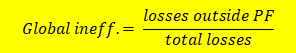 Global ineff. = losses outside PF / total losses